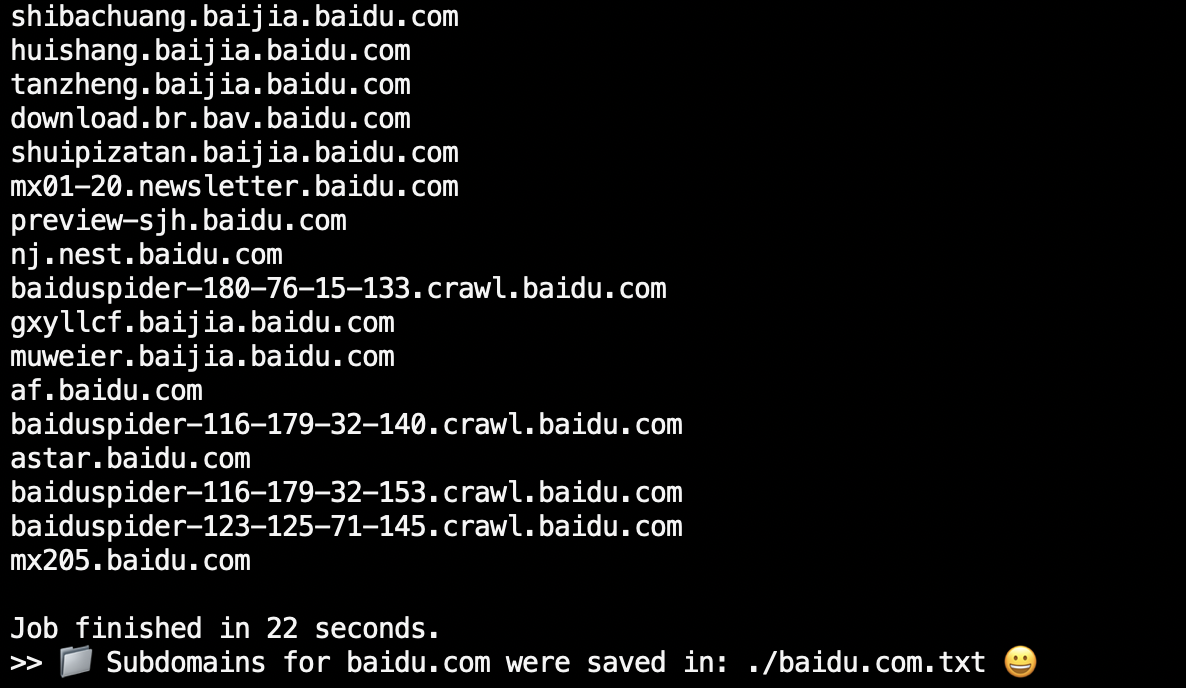 shibachuang.baijia.baidu.com
huishang.baijia.baidu.com
tanzheng.baijia.baidu.com
download.br.bav.baidu.com
shuipizatan.baijia.baidu.com
mx01-20.newsletter.baidu.com
preview-sjh.baidu.com
nj.nest.baidu.com
baiduspider-180-76-15-133.crawl.baidu.com
gxyllcf.baijia.baidu.com
muweier.baijia.baidu.com
af.baidu.com
baiduspider-116-179-32-140.crawl.baidu.com
astar.baidu.com
baiduspider-116-179-32-153.crawl.baidu.com
baiduspider-123-125-71-145.crawl.baidu.com
mx205.baidu.com
Job finished in 22 seconds.
>> 📁 Subdomains for baidu.com were saved in: ./baidu.com.txt 😀